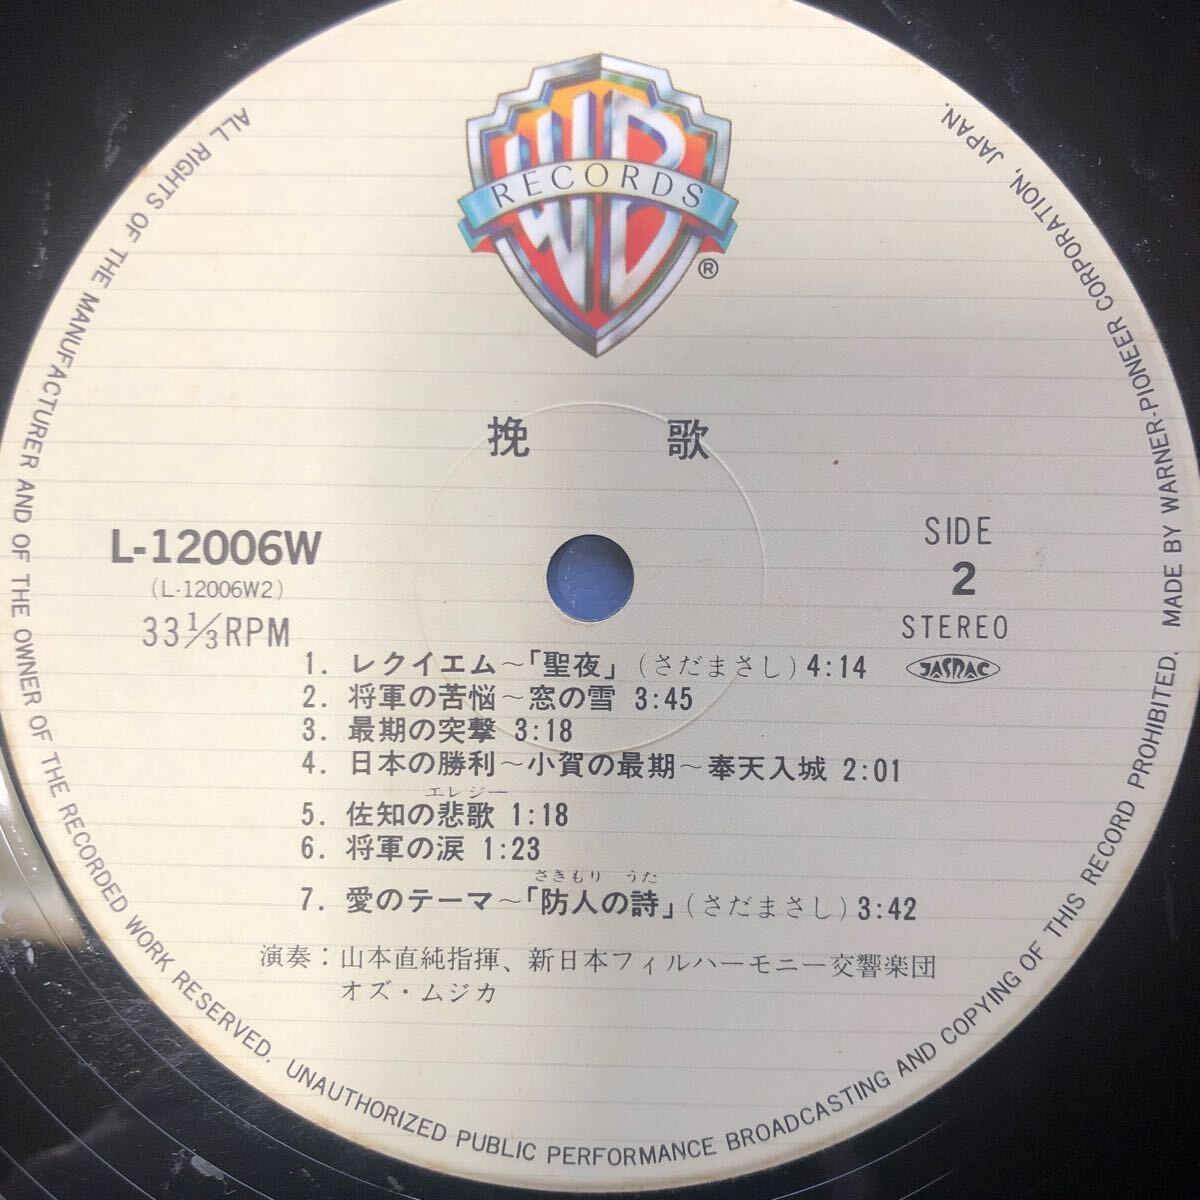 WB
RECORDS
®
挽歌
L-12006W
(L-12006W2)
33 1/3 RPM
SIDE
2
STEREO
JASRAC
1. レクイエム～「聖夜」(さだまさし) 4:14
2. 将軍の苦悩～窓の雪 3:45
3. 最期の突撃 3:18
4. 日本の勝利～小賀の最期～奉天入城 2:01
エレジー
5. 佐知の悲歌 1:18
6. 将軍の涙 1:23
さきもり うた
7. 愛のテーマ～「防人の詩」(さだまさし) 3:42
演奏：山本直純指揮、新日本フィルハーモニー交響楽団
オズ・ムジカ
ALL RIGHTS OF THE MANUFACTURER AND OF THE OWNER OF THE RECORDED WORK RESERVED. UNAUTHORIZED PUBLIC PERFORMANCE BROADCASTING AND COPYING OF THIS RECORD PROHIBITED. MADE BY WARNER-PIONEER CORPORATION, JAPAN.